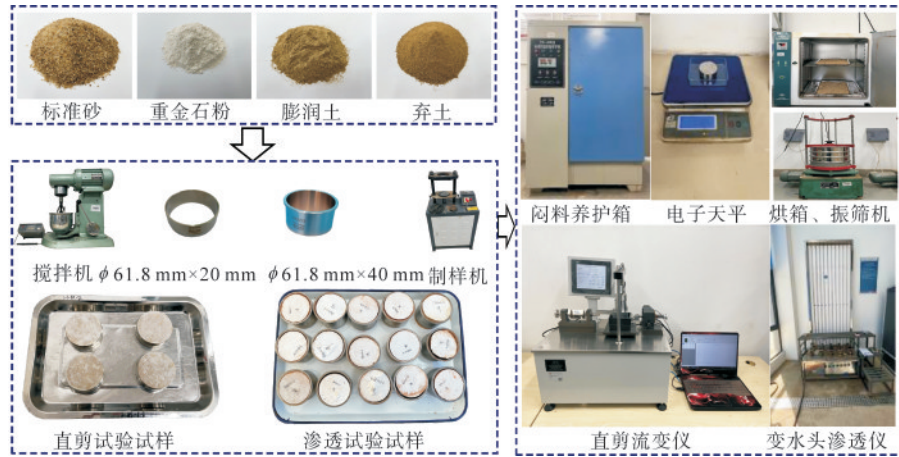 标准砂 重金石粉 膨润土 弃土
搅拌机 ϕ61.8 mm×20 mm ϕ61.8 mm×40 mm 制样机
直剪试验试样 渗透试验试样
闷料养护箱 电子天平 烘箱、振筛机
直剪流变仪 变水头渗透仪